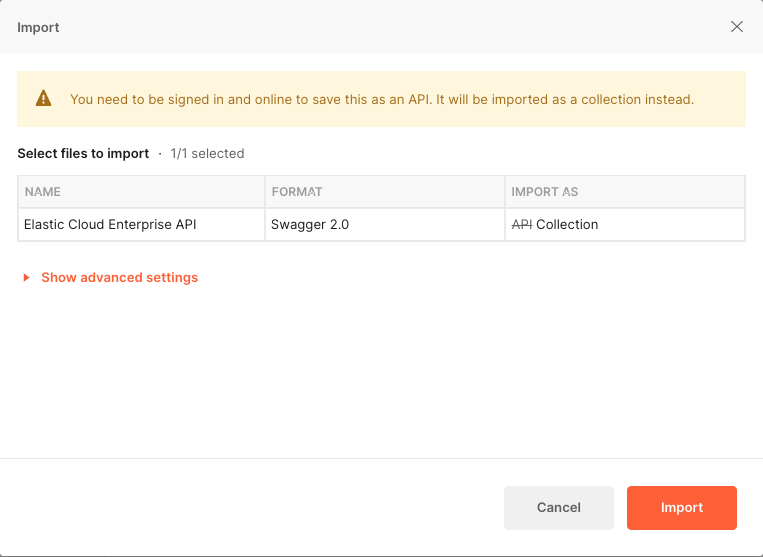 Import
You need to be signed in and online to save this as an API. It will be imported as a collection instead.
Select files to import · 1/1 selected
NAME FORMAT IMPORT AS
Elastic Cloud Enterprise API Swagger 2.0 API Collection
Show advanced settings
Cancel Import